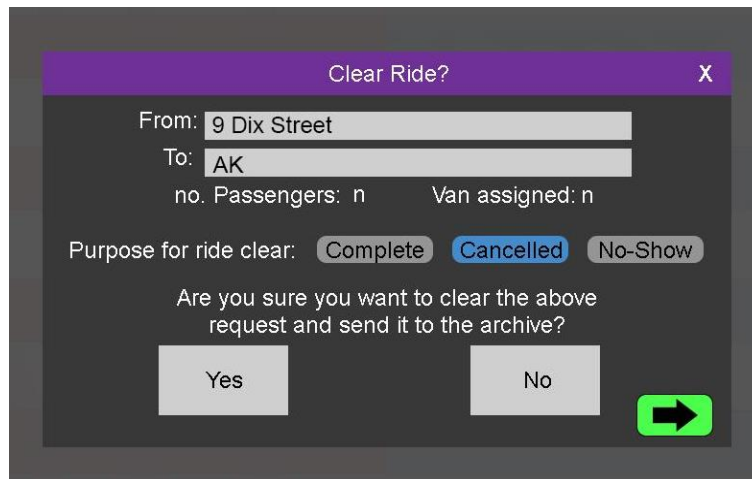 Clear Ride? X
From: 9 Dix Street
To: AK
no. Passengers: n Van assigned: n
Purpose for ride clear: Complete Cancelled No-Show
Are you sure you want to clear the above
request and send it to the archive?
Yes No